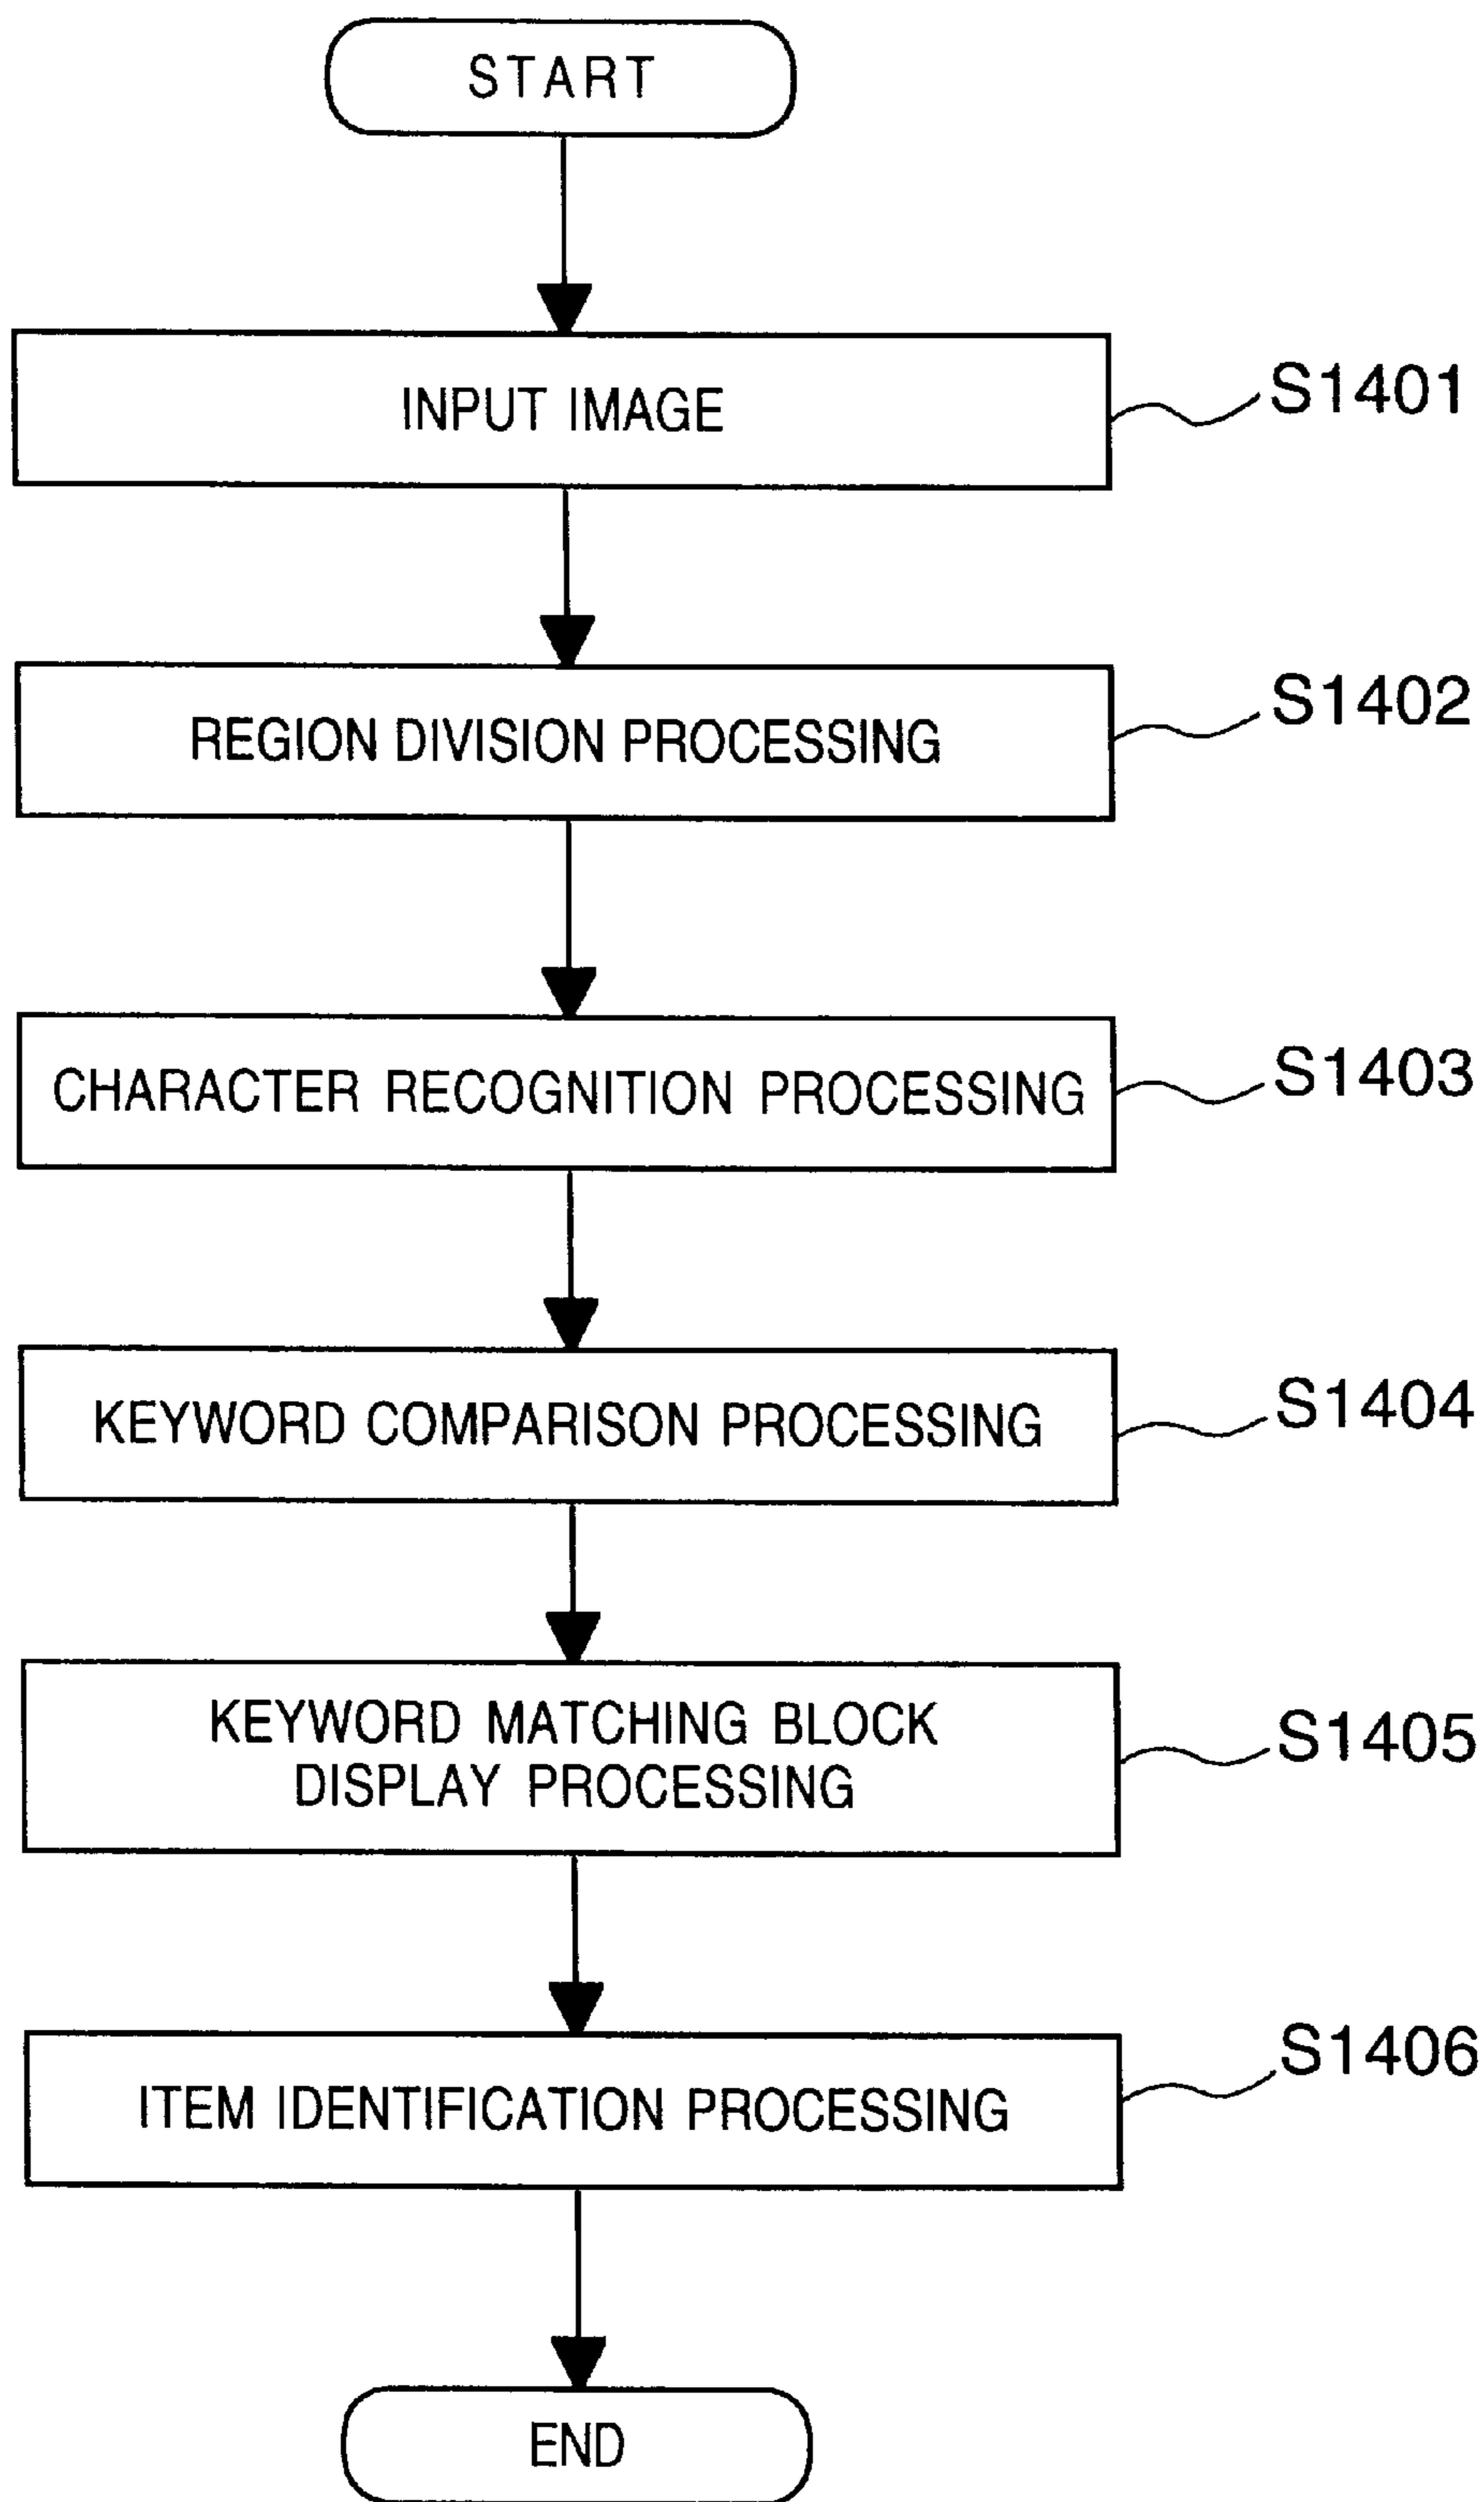 START
INPUT IMAGE
S1401
REGION DIVISION PROCESSING
S1402
CHARACTER RECOGNITION PROCESSING
S1403
KEYWORD COMPARISON PROCESSING
S1404
KEYWORD MATCHING BLOCK
DISPLAY PROCESSING
S1405
ITEM IDENTIFICATION PROCESSING
S1406
END